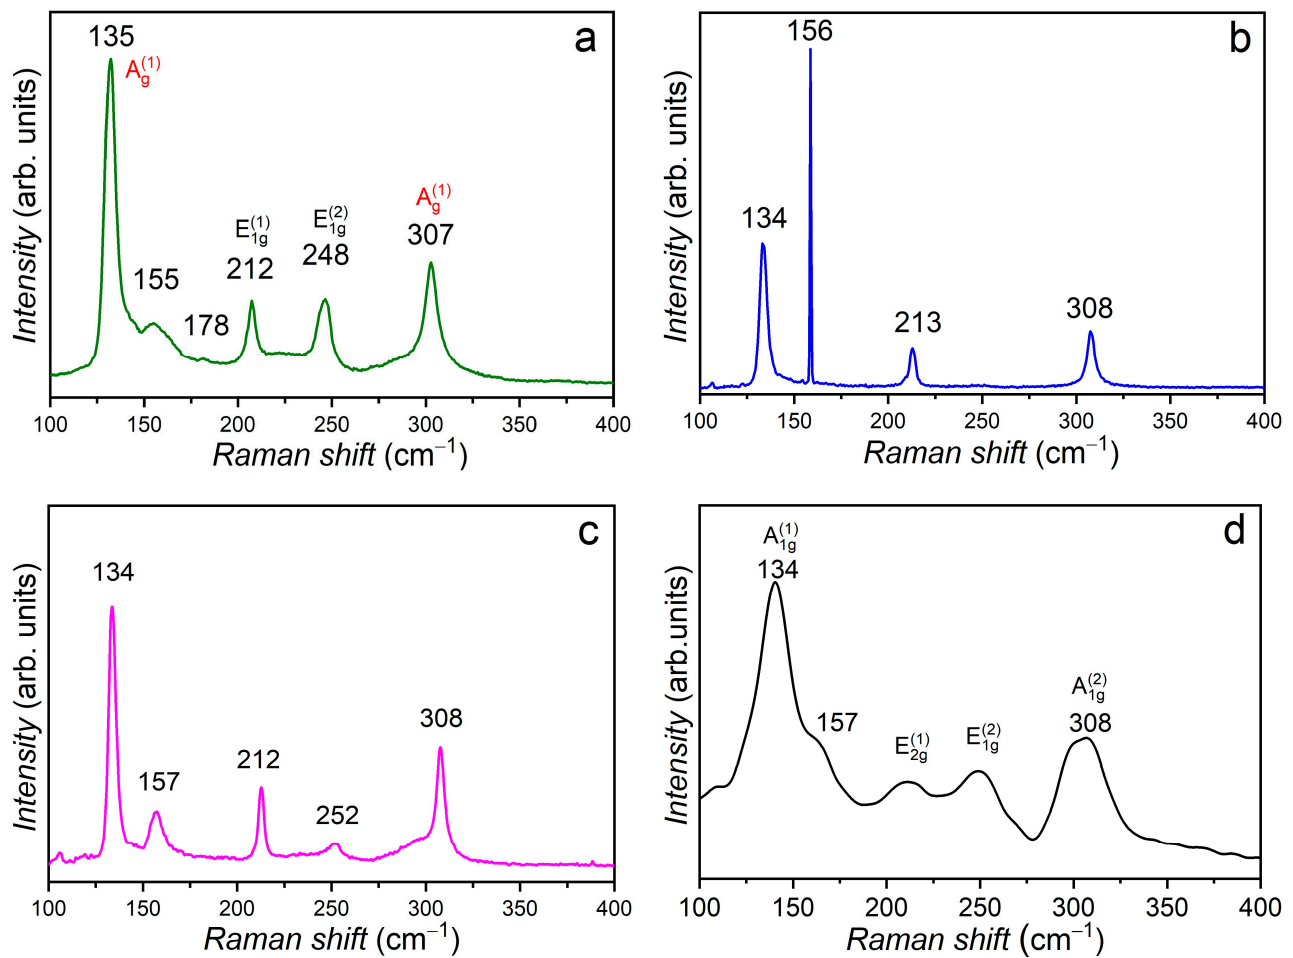 a
135
A_g^(1)
155
178
E_1g^(1)
212
E_1g^(2)
248
A_g^(1)
307
Intensity (arb. units)
100 150 200 250 300 350 400
Raman shift (cm⁻¹)
b
156
134
213
308
Intensity (arb. units)
100 150 200 250 300 350 400
Raman shift (cm⁻¹)
c
134
157
212
252
308
Intensity (arb. units)
100 150 200 250 300 350 400
Raman shift (cm⁻¹)
d
A_1g^(1)
134
157
E_2g^(1)
E_1g^(2)
A_1g^(2)
308
Intensity (arb.units)
100 150 200 250 300 350 400
Raman shift (cm⁻¹)